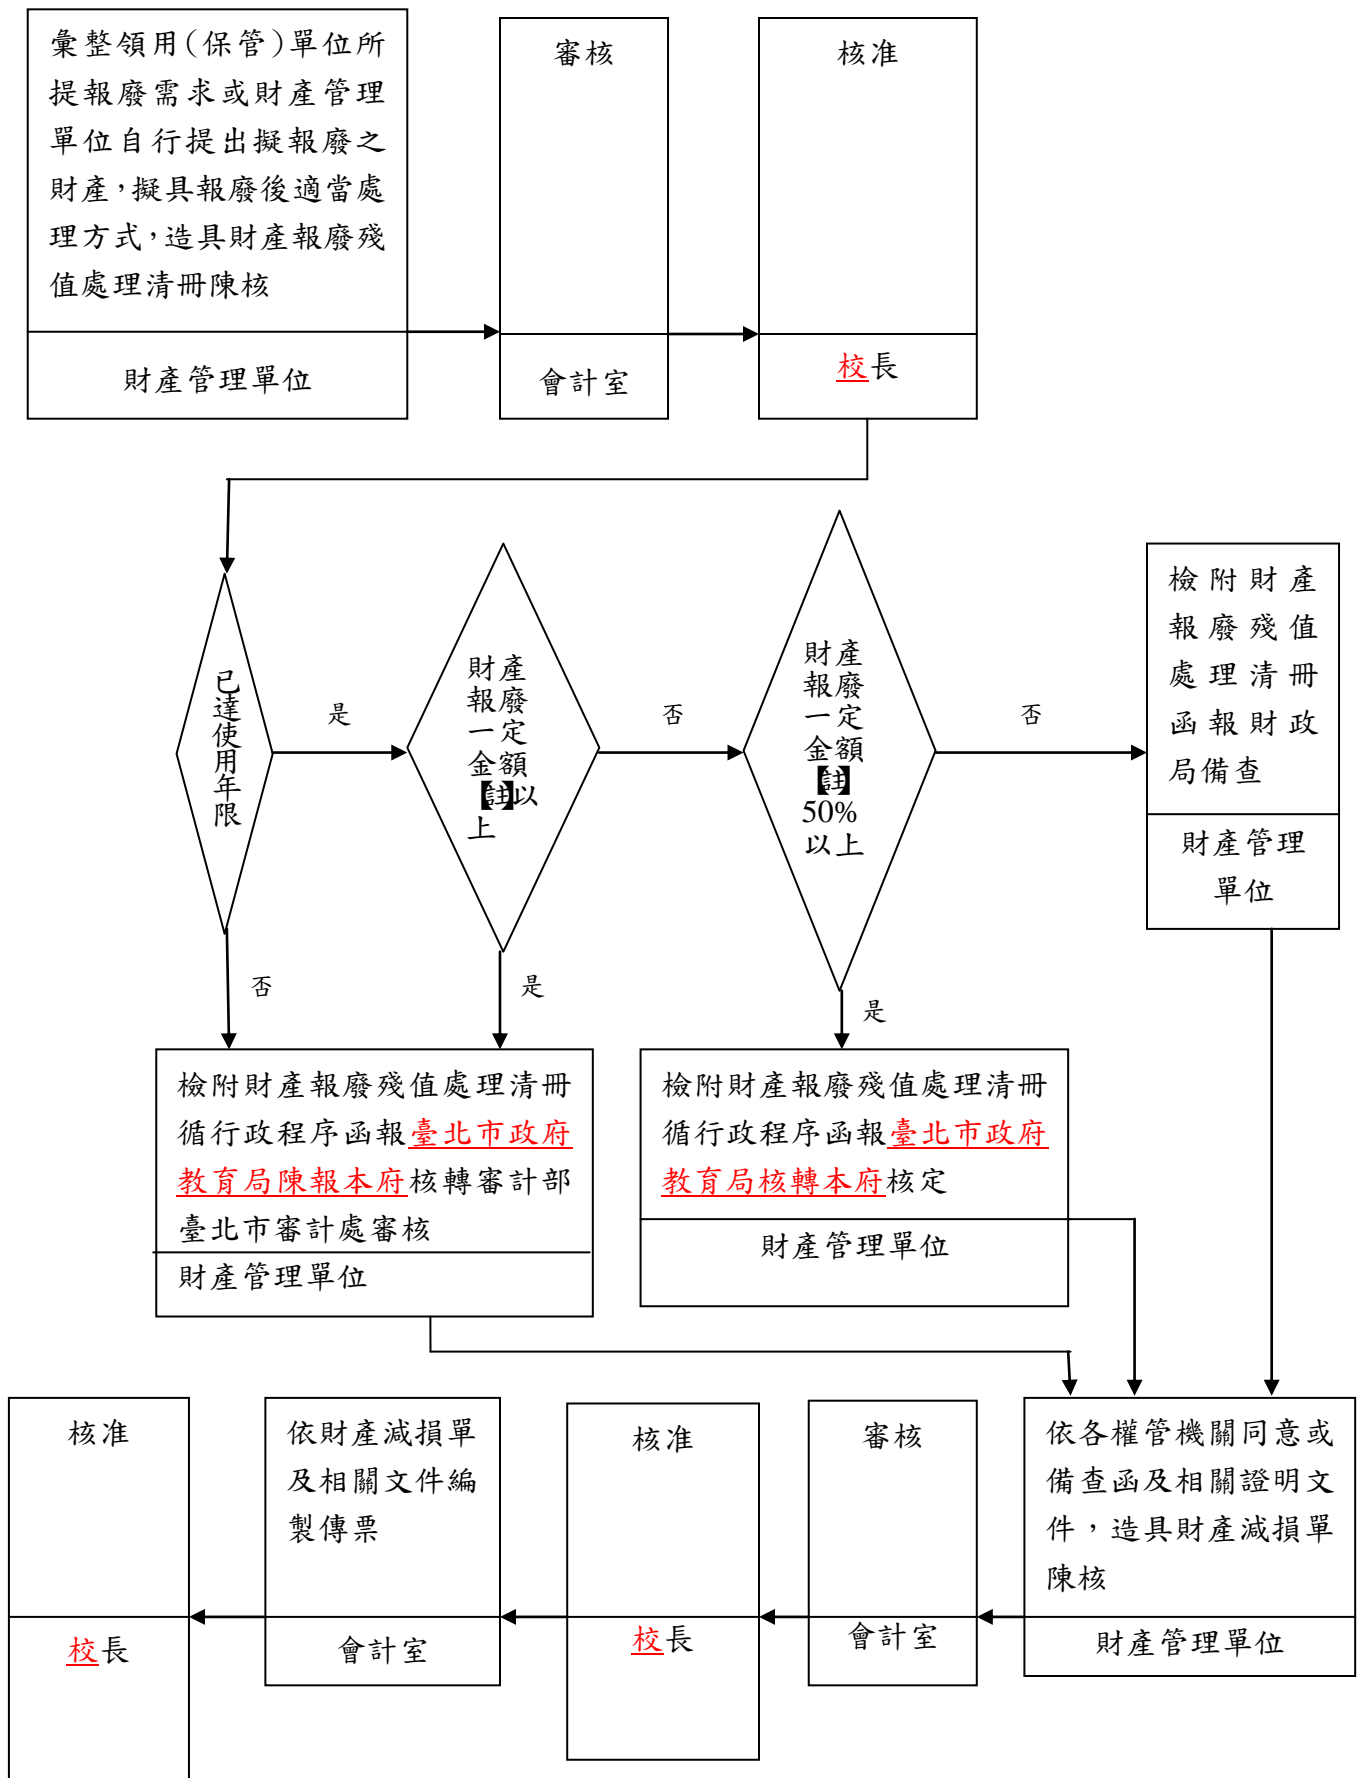 彙整領用(保管)單位所
提報廢需求或財產管理
單位自行提出擬報廢之
財產，擬具報廢後適當處
理方式，造具財產報廢殘
值處理清冊陳核
財產管理單位
審核
會計室
核准
校長
已
達
使
用
年
限
是
否
財產
報廢
一定
金額
【註】以
上
否
是
財產
報廢
一定
金額
【註】
50%
以上
否
是
檢附財產
報廢殘值
處理清冊
函報財政
局備查
財產管理
單位
檢附財產報廢殘值處理清冊
循行政程序函報臺北市政府
教育局陳報本府核轉審計部
臺北市審計處審核
財產管理單位
檢附財產報廢殘值處理清冊
循行政程序函報臺北市政府
教育局核轉本府核定
財產管理單位
依各權管機關同意或
備查函及相關證明文
件，造具財產減損單
陳核
財產管理單位
審核
會計室
核准
校長
依財產減損單
及相關文件編
製傳票
會計室
核准
校長